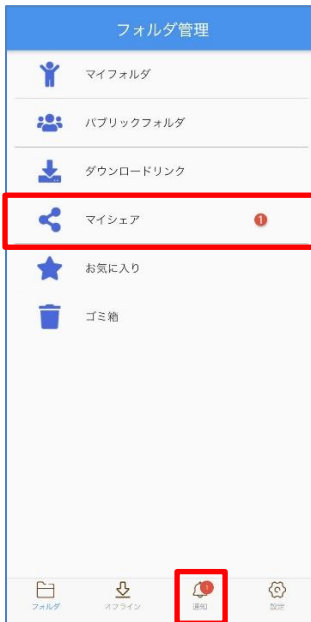 フォルダ管理
マイフォルダ
パブリックフォルダ
ダウンロードリンク
マイシェア 1
お気に入り
ゴミ箱
1
フォルダ オフライン 通知 設定